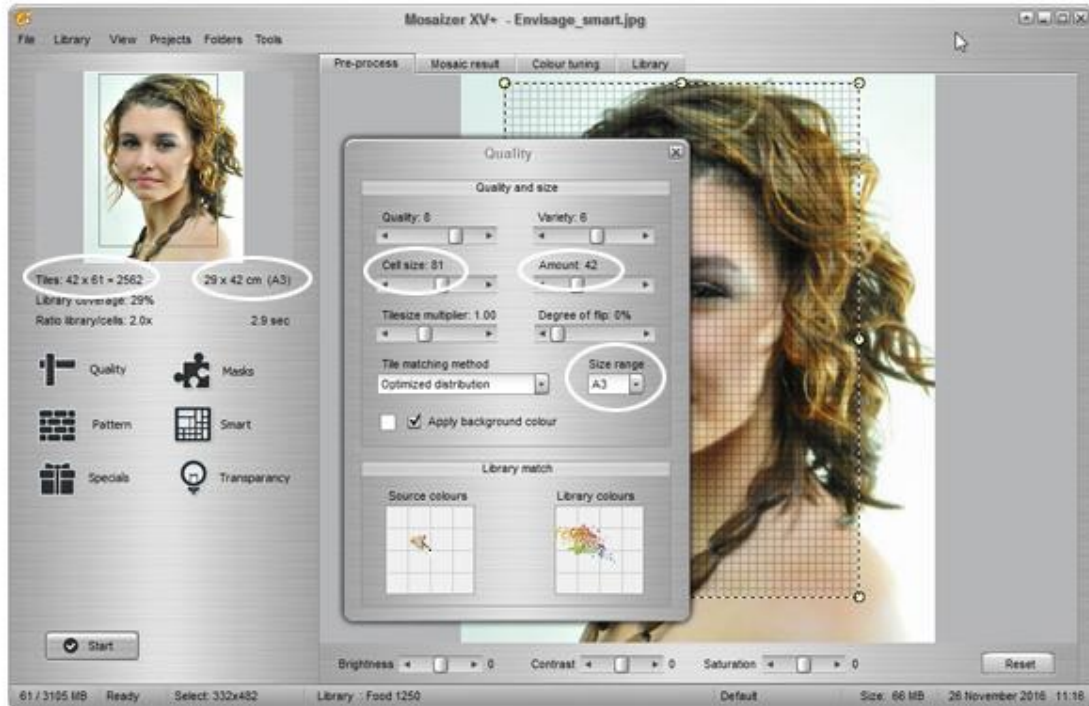 Mosaizer XV+ - Envisage_smart.jpg
File Library View Projects Folders Tools
Pre-process Mosaic result Colour tuning Library
Tiles: 42 x 61 = 2562 29 x 42 cm (A3)
Library coverage: 29%
Ratio library/cells: 2.0x 2.9 sec
Quality Masks
Pattern Smart
Specials Transparancy
Start
Quality
Quality and size
Quality: 8 Variety: 6
Cell size: 81 Amount: 42
Tilesize multiplier: 1.00 Degree of flip: 0%
Tile matching method Size range
Optimized distribution A3
Apply background colour
Library match
Source colours Library colours
Brightness 0 Contrast 0 Saturation 0 Reset
61 / 3105 MB Ready Select: 332x482 Library : Food 1250 Default Size: 66 MB 26 November 2016 11:16